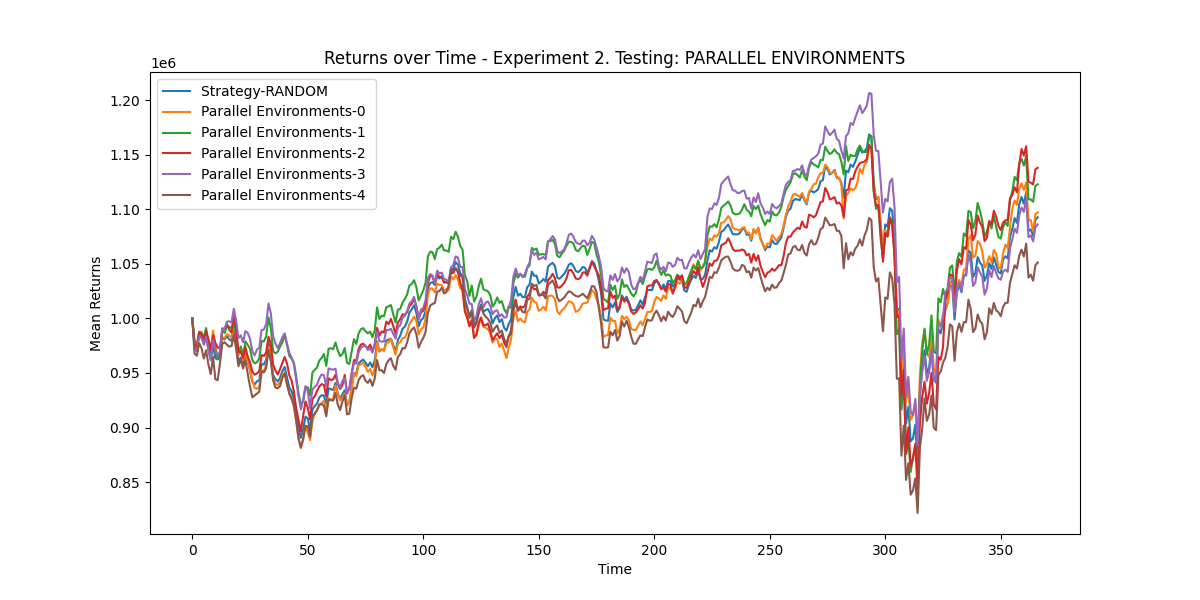 Returns over Time - Experiment 2. Testing: PARALLEL ENVIRONMENTS
1e6
Strategy-RANDOM
Parallel Environments-0
Parallel Environments-1
Parallel Environments-2
Parallel Environments-3
Parallel Environments-4
1.20
1.15
1.10
1.05
1.00
0.95
0.90
0.85
Mean Returns
0 50 100 150 200 250 300 350
Time